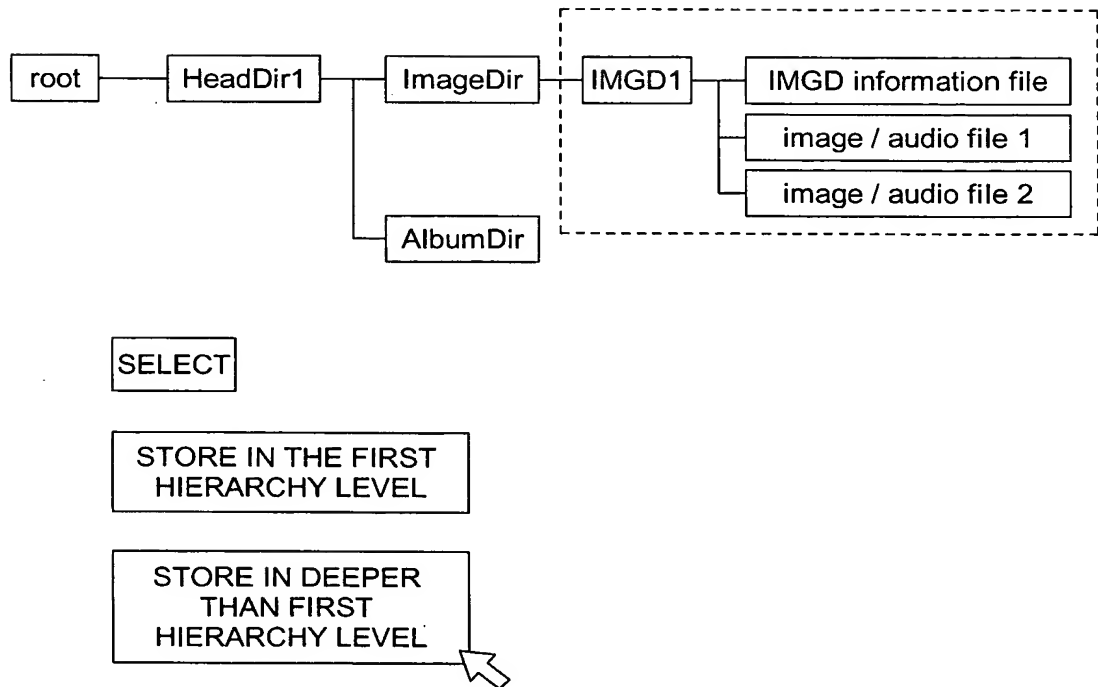 root
HeadDir1
ImageDir
IMGD1
IMGD information file
image / audio file 1
image / audio file 2
AlbumDir
SELECT
STORE IN THE FIRST
HIERARCHY LEVEL
STORE IN DEEPER
THAN FIRST
HIERARCHY LEVEL